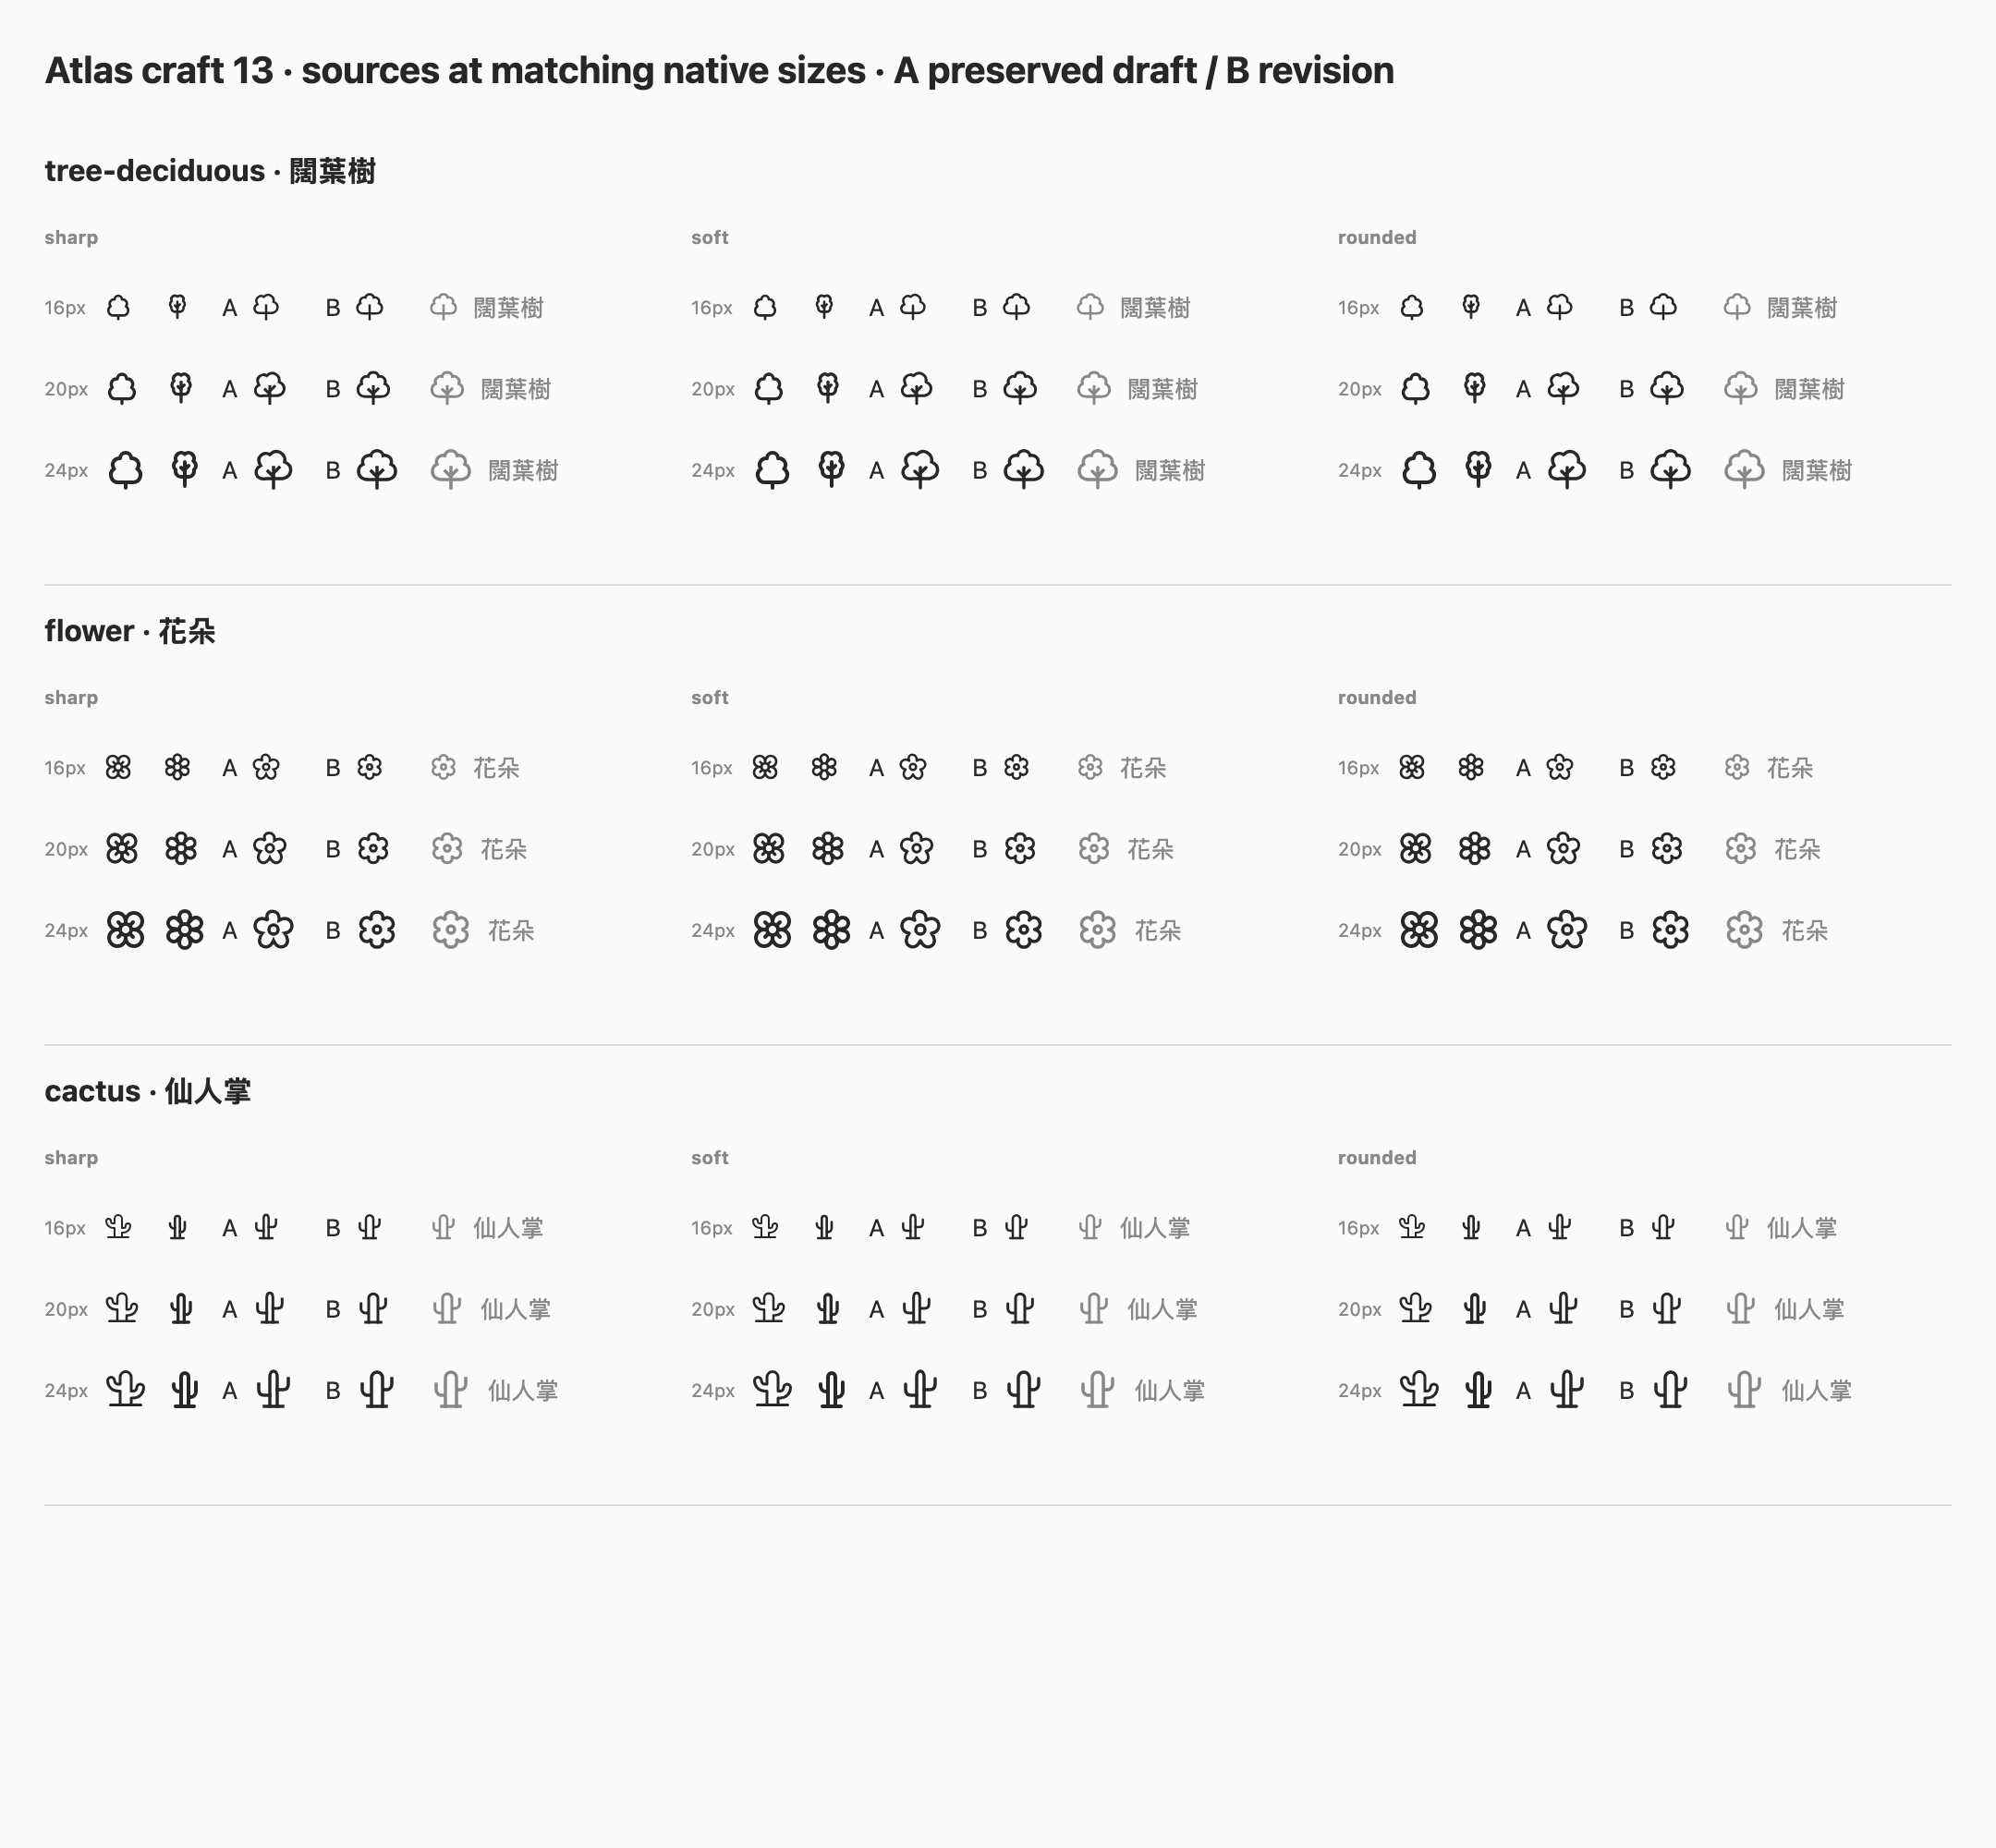 Atlas craft 13 · sources at matching native sizes · A preserved draft / B revision
tree-deciduous · 闊葉樹
sharp soft rounded
16px A B 闊葉樹 16px A B 闊葉樹 16px A B 闊葉樹
20px A B 闊葉樹 20px A B 闊葉樹 20px A B 闊葉樹
24px A B 闊葉樹 24px A B 闊葉樹 24px A B 闊葉樹
flower · 花朵
sharp soft rounded
16px A B 花朵 16px A B 花朵 16px A B 花朵
20px A B 花朵 20px A B 花朵 20px A B 花朵
24px A B 花朵 24px A B 花朵 24px A B 花朵
cactus · 仙人掌
sharp soft rounded
16px A B 仙人掌 16px A B 仙人掌 16px A B 仙人掌
20px A B 仙人掌 20px A B 仙人掌 20px A B 仙人掌
24px A B 仙人掌 24px A B 仙人掌 24px A B 仙人掌